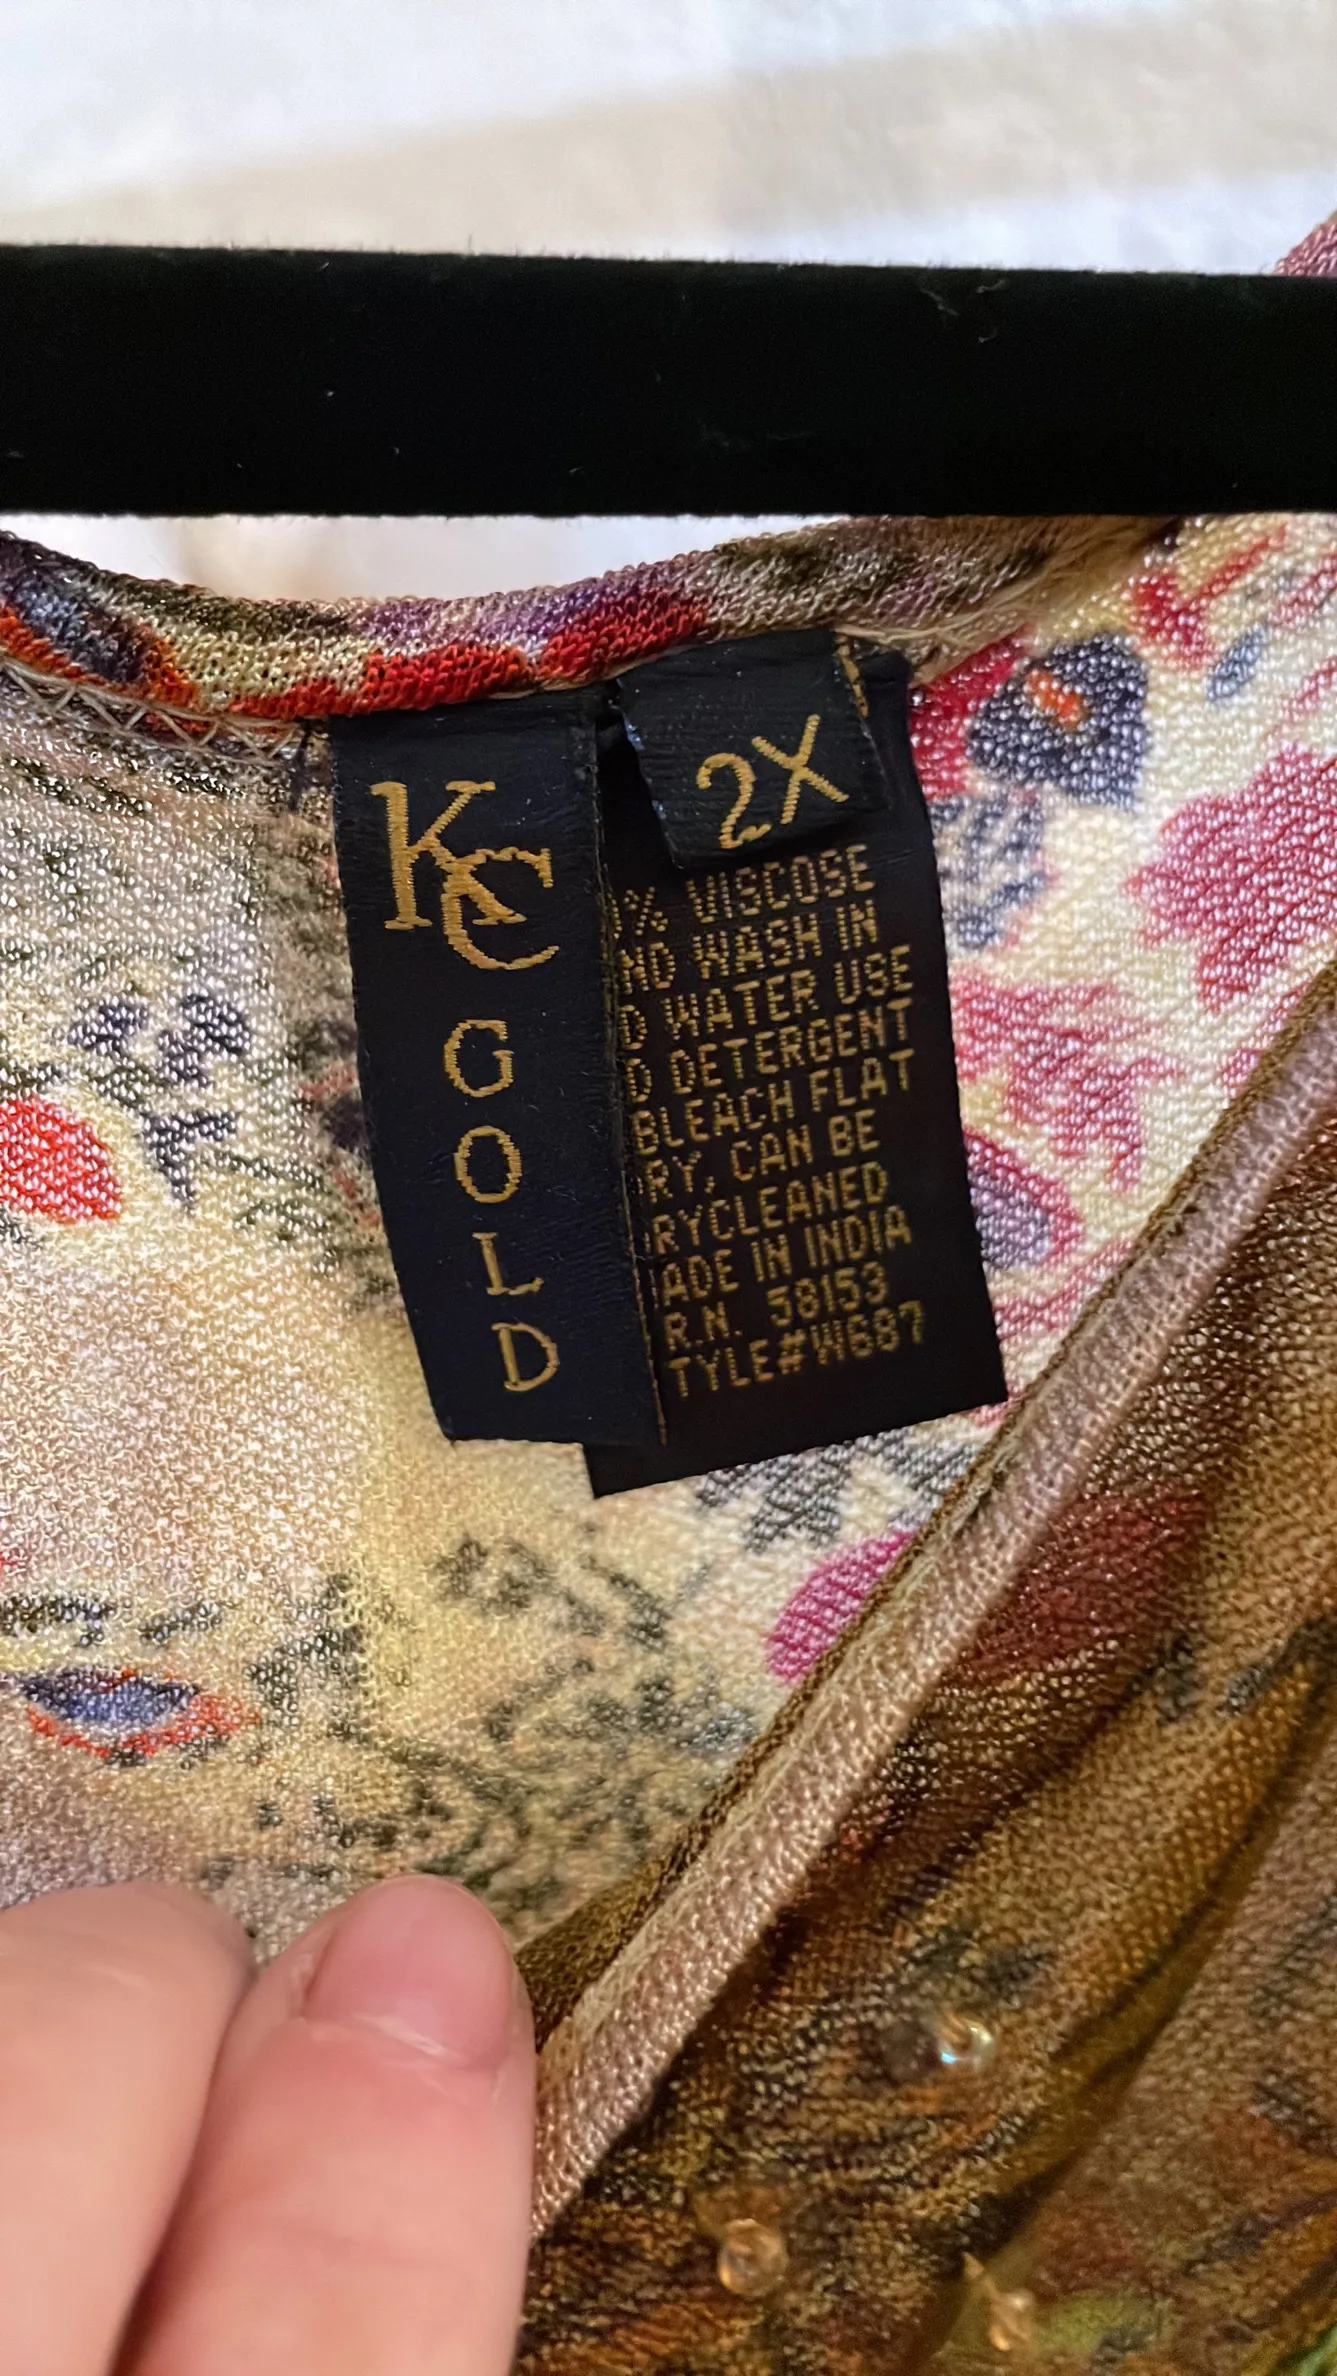 KC
GOLD
2X
% VISCOSE
ND WASH IN
D WATER USE
D DETERGENT
BLEACH FLAT
RY, CAN BE
RYCLEANED
ADE IN INDIA
R.N. 58153
TYLE#W687